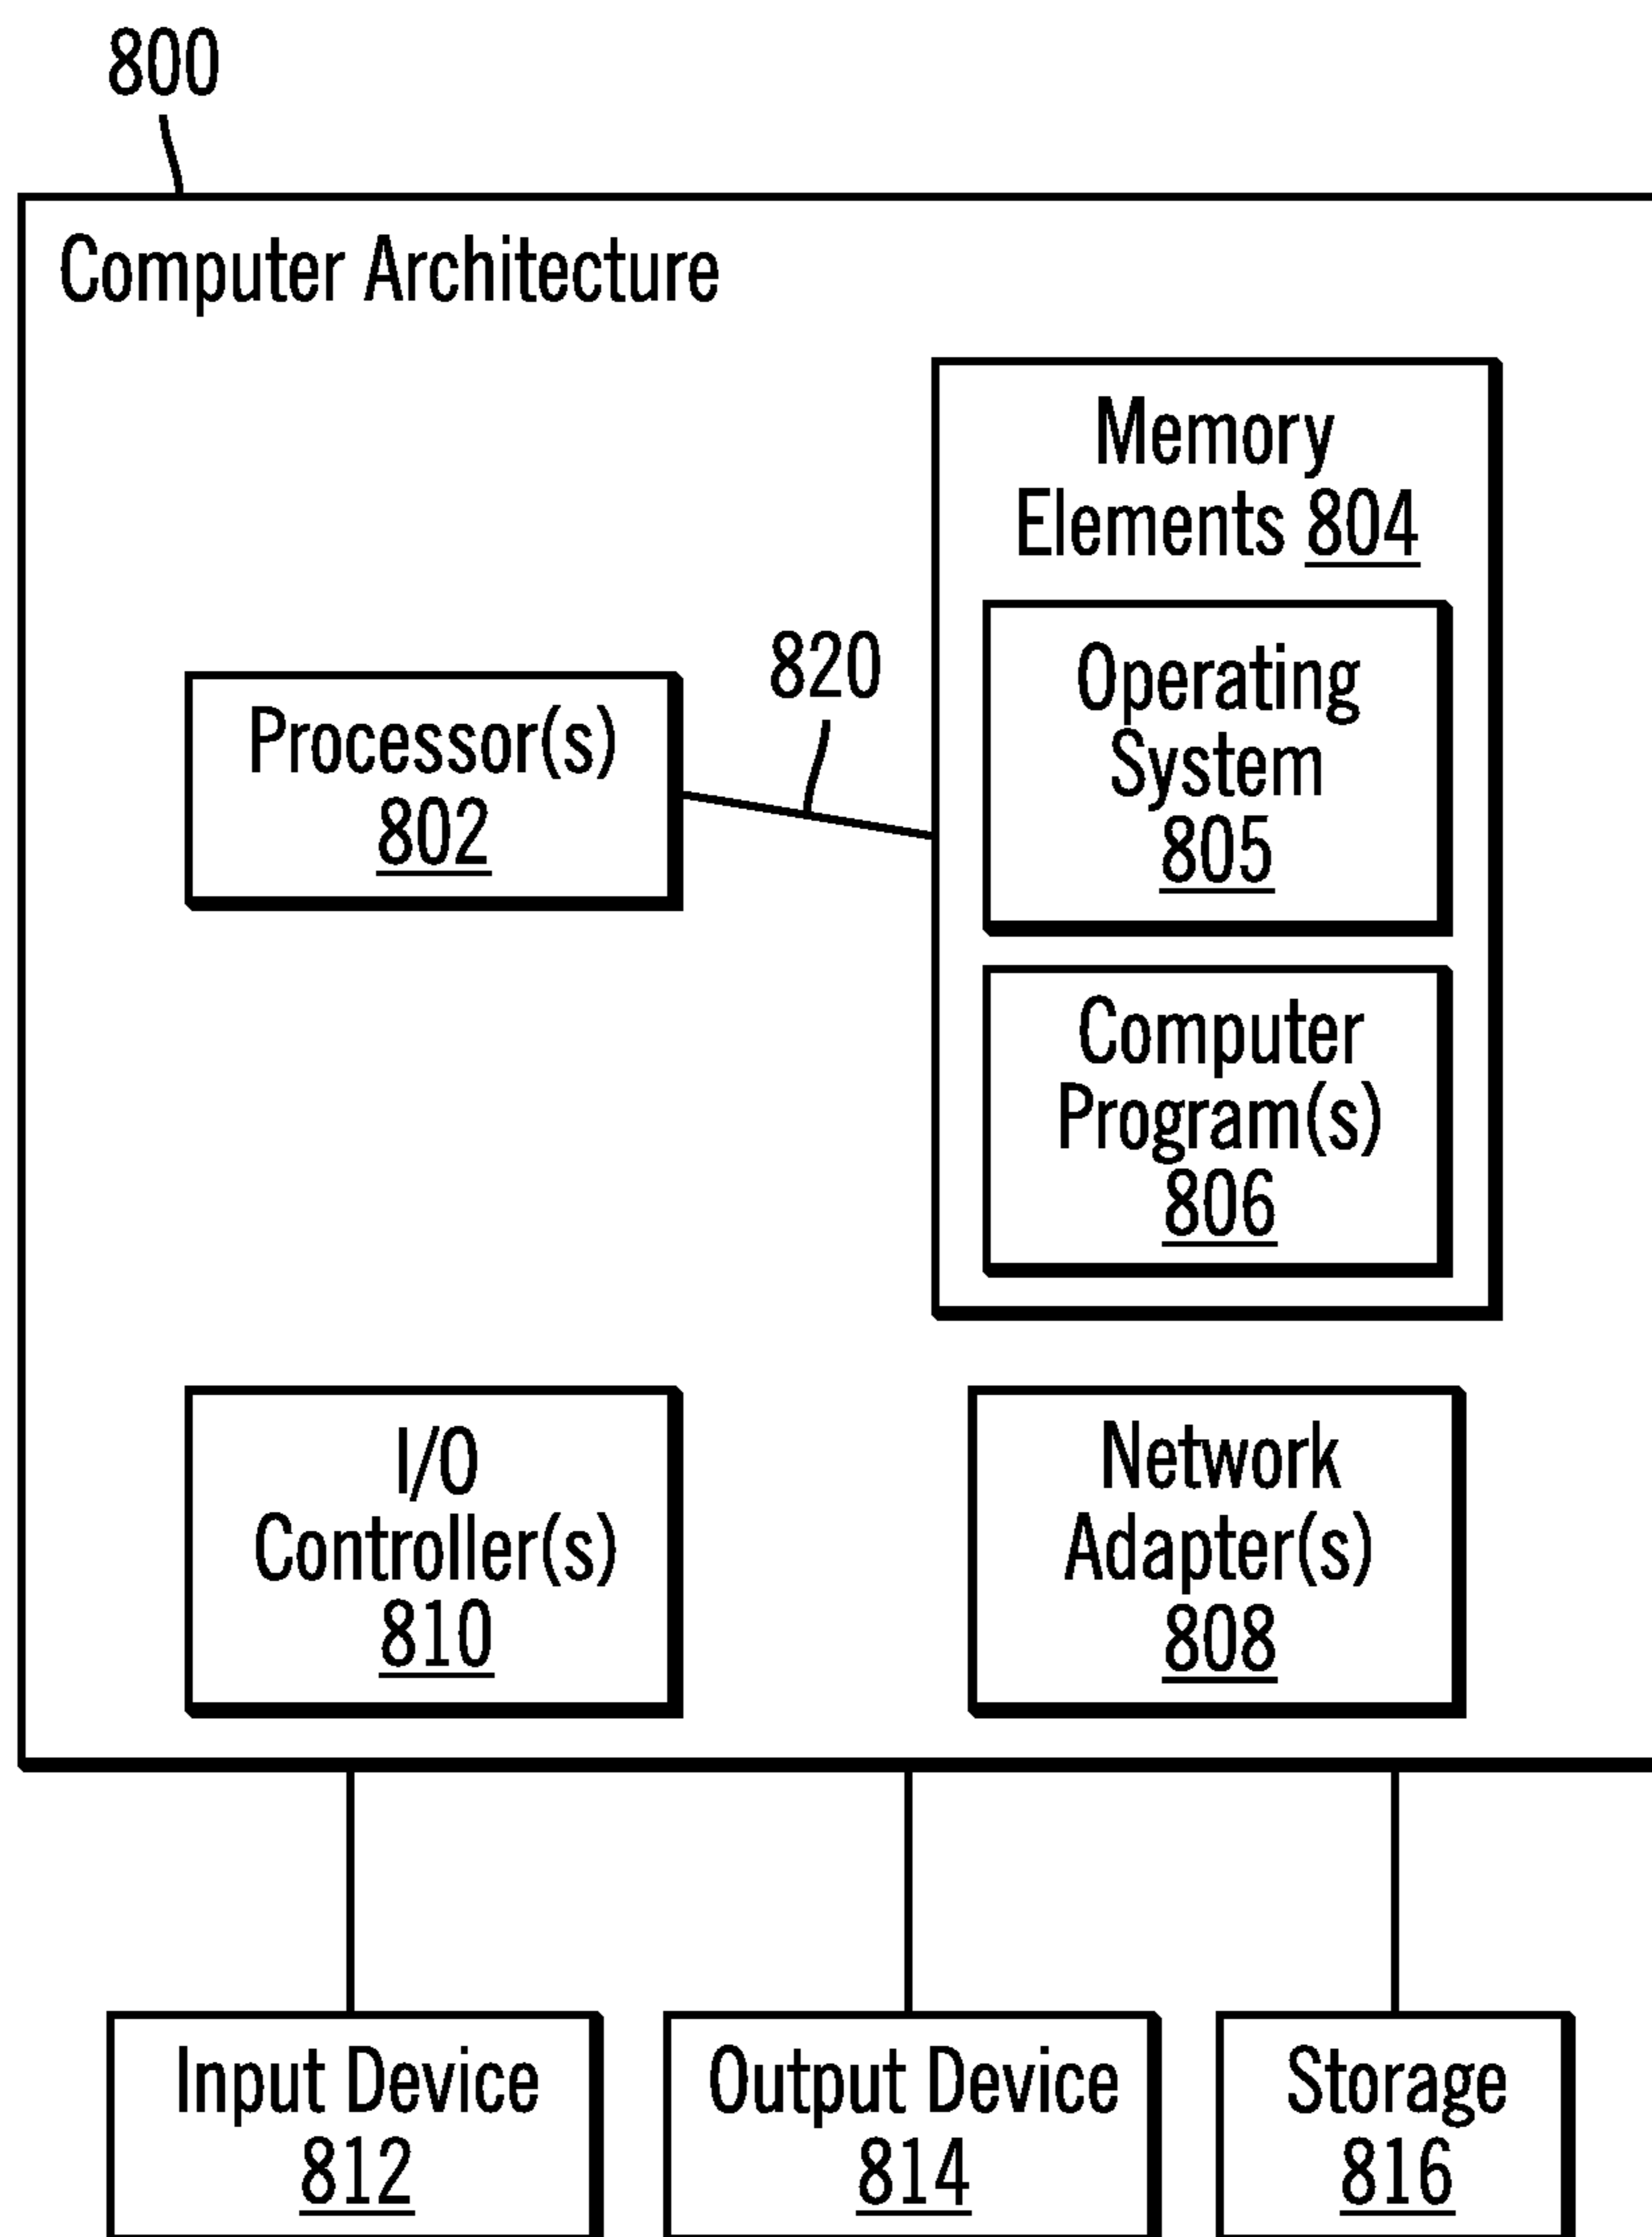 800
Computer Architecture
Memory
Elements 804
Operating
System
805
820
Processor(s)
802
Computer
Program(s)
806
I/O
Controller(s)
810
Network
Adapter(s)
808
Input Device
812
Output Device
814
Storage
816